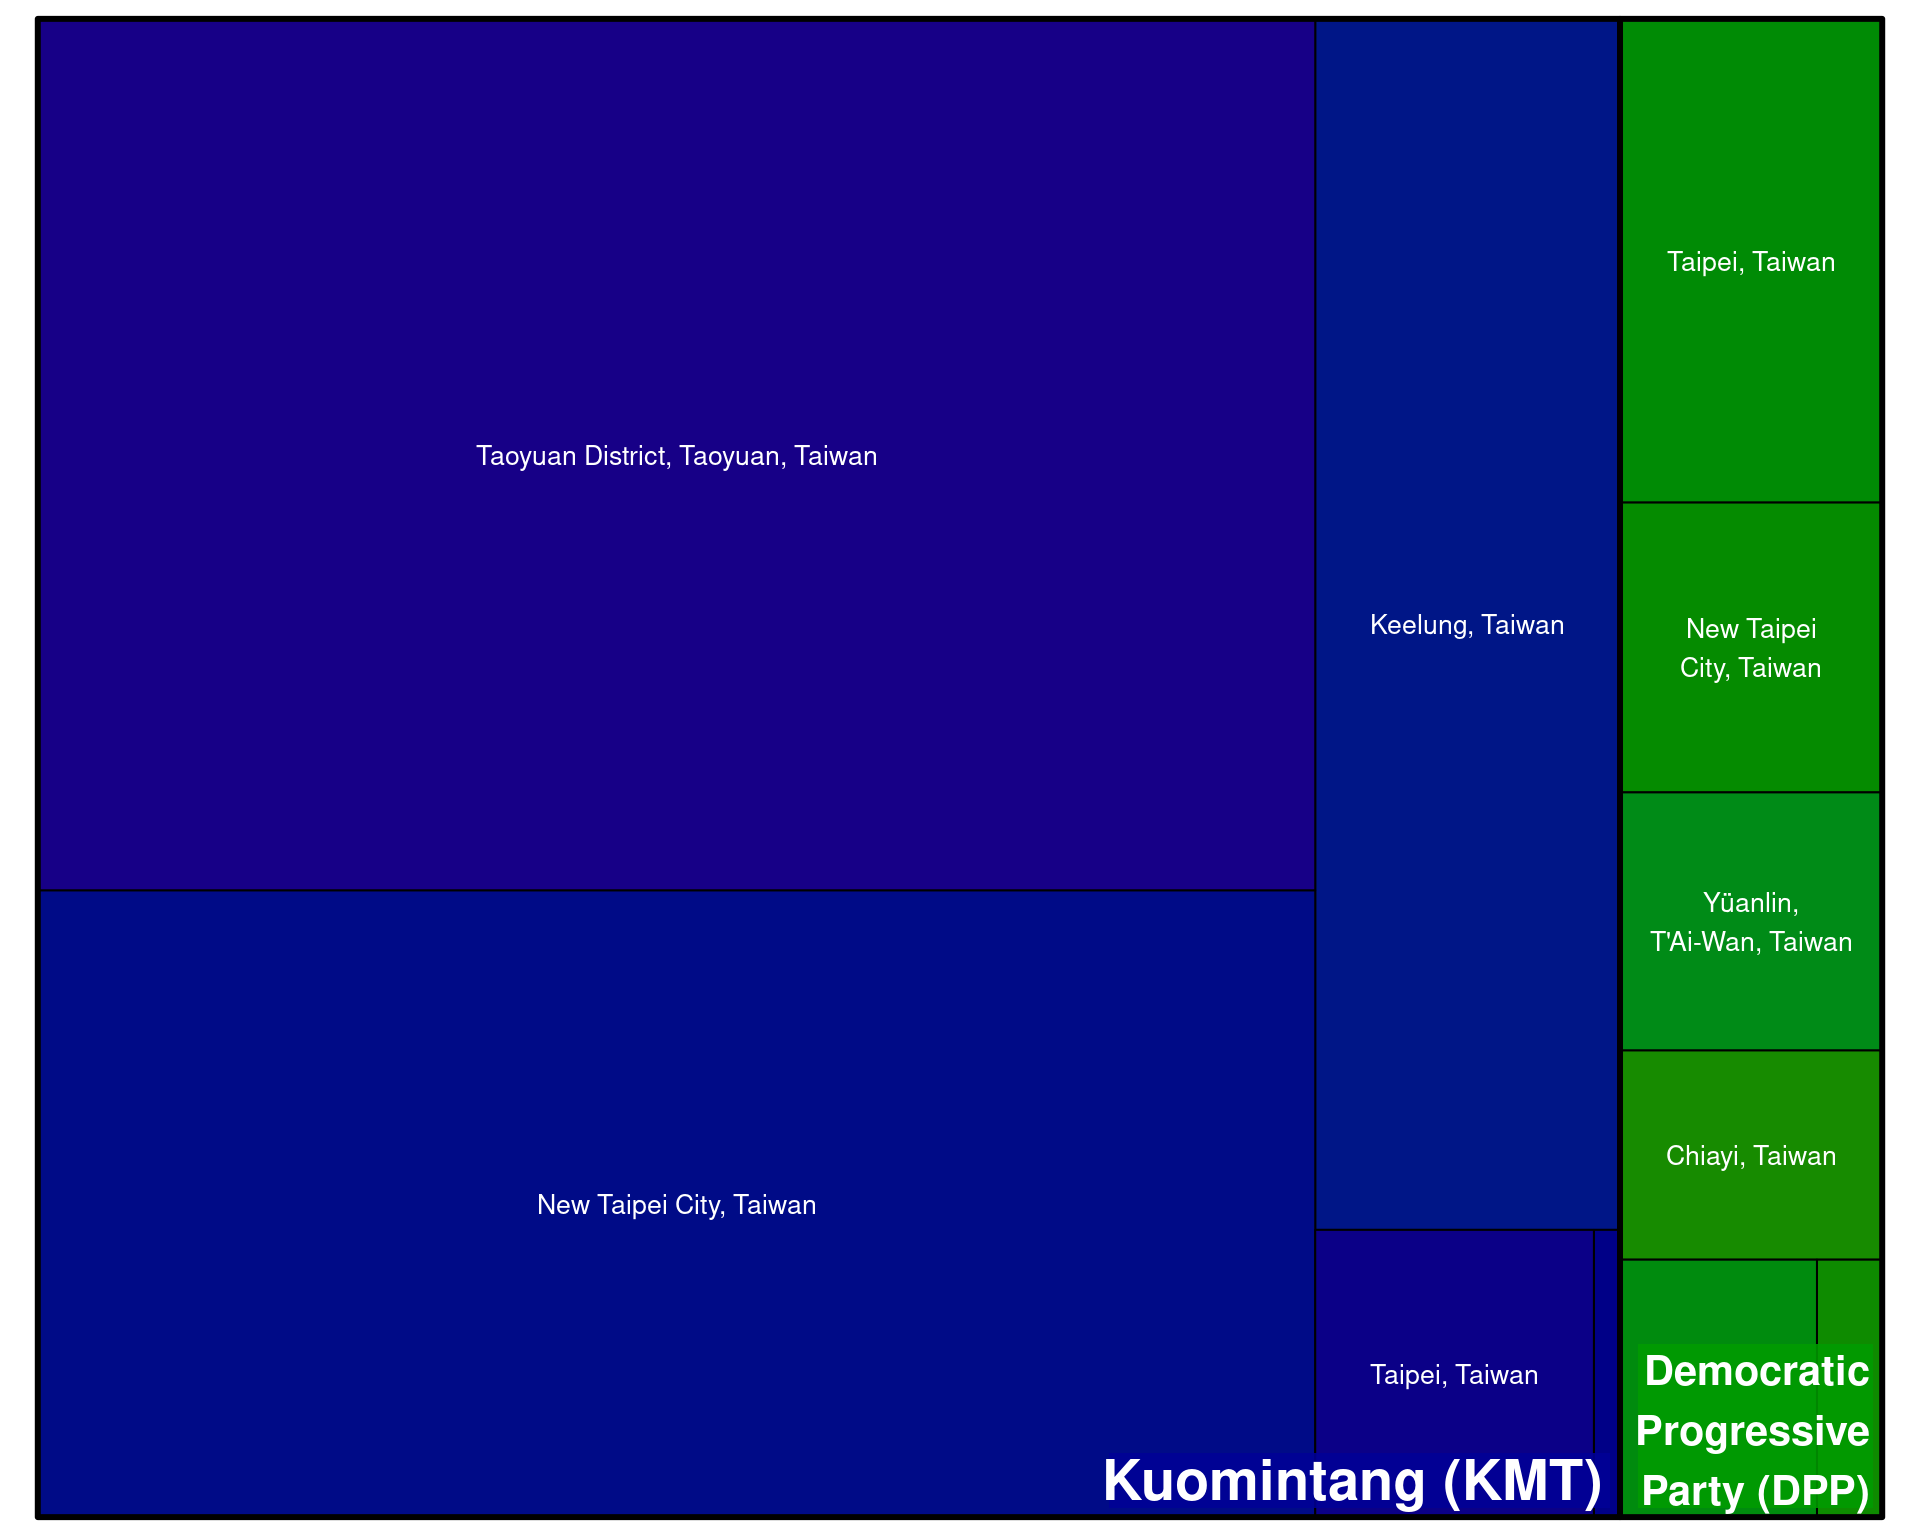 Taoyuan District, Taoyuan, Taiwan
New Taipei City, Taiwan
Keelung, Taiwan
Taipei, Taiwan
Kuomintang (KMT)
Taipei, Taiwan
New Taipei
City, Taiwan
Yüanlin,
T'Ai-Wan, Taiwan
Chiayi, Taiwan
Democratic
Progressive
Party (DPP)